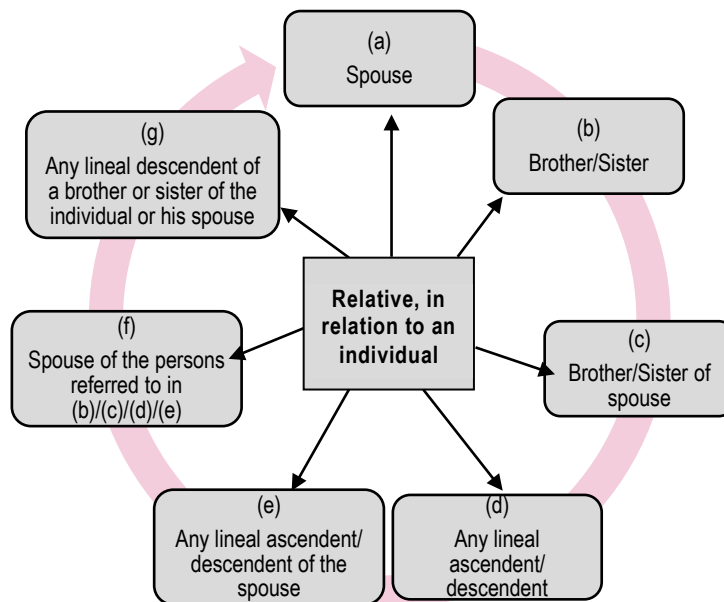 (a)
Spouse
(b)
Brother/Sister
(c)
Brother/Sister of
spouse
(d)
Any lineal
ascendent/
descendent
(e)
Any lineal ascendent/
descendent of the
spouse
(f)
Spouse of the persons
referred to in
(b)/(c)/(d)/(e)
(g)
Any lineal descendent of
a brother or sister of the
individual or his spouse
Relative, in
relation to an
individual